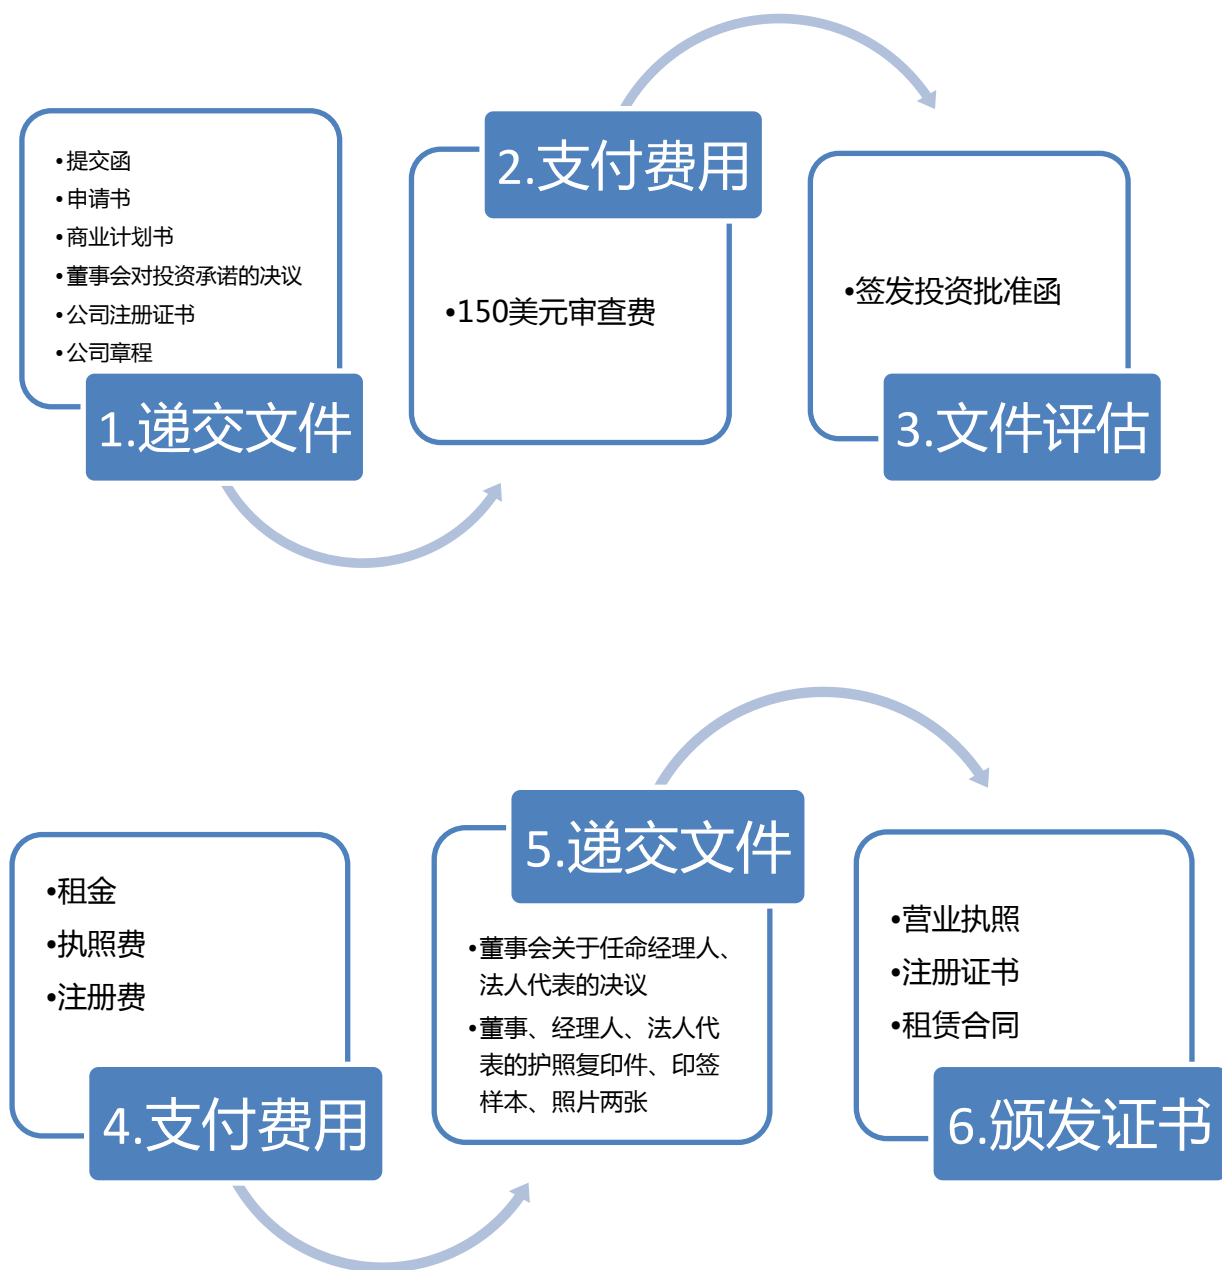 •提交函
•申请书
•商业计划书
•董事会对投资承诺的决议
•公司注册证书
•公司章程
1.递交文件
2.支付费用
•150美元审查费
•签发投资批准函
3.文件评估
•租金
•执照费
•注册费
4.支付费用
5.递交文件
•董事会关于任命经理人、
法人代表的决议
•董事、经理人、法人代
表的护照复印件、印签
样本、照片两张
•营业执照
•注册证书
•租赁合同
6.颁发证书